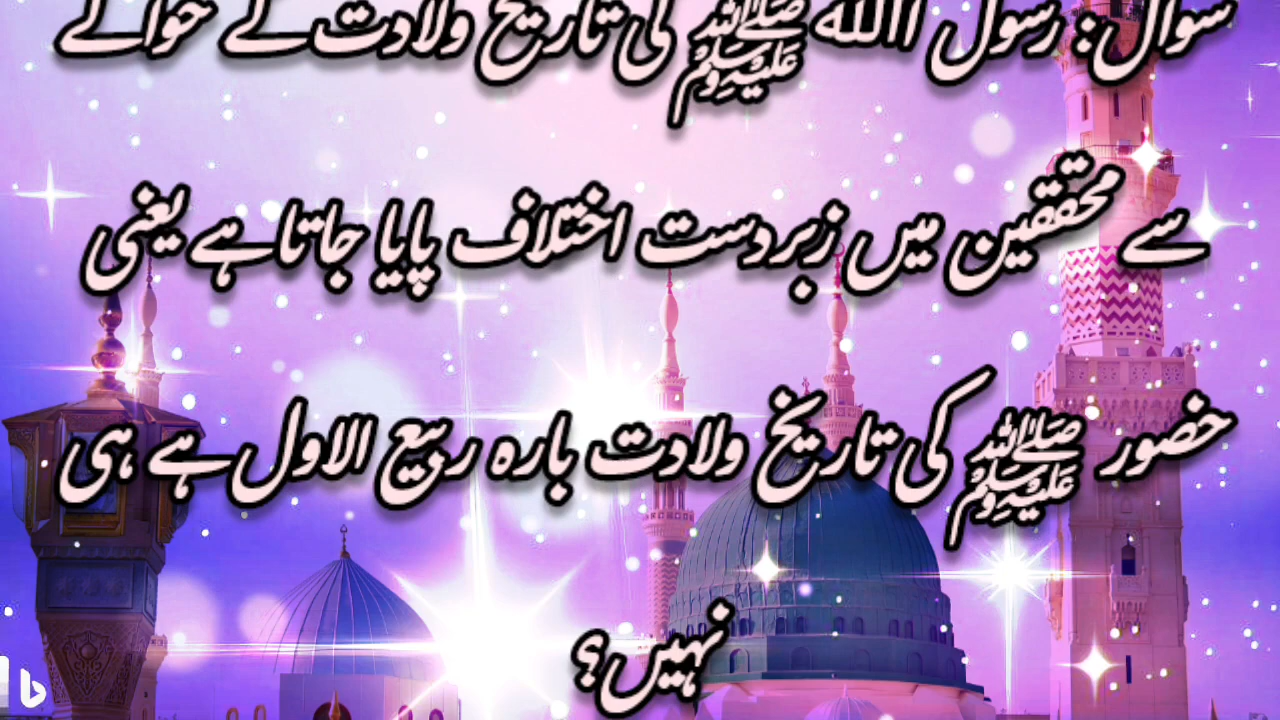 سوال: رسول اللہ ﷺ کی تاریخ ولادت کے حوالے
سے محققین میں زبردست اختلاف پایا جاتا ہے یعنی
حضور ﷺ کی تاریخ ولادت بارہ ربیع الاول ہے ہی
نہیں؟
b